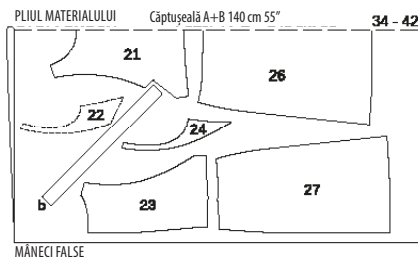 PLIUL MATERIALULUI Căptușeală A+B 140 cm 55" 34 - 42
21
26
22
24
b
23
27
MÂNECI FALSE